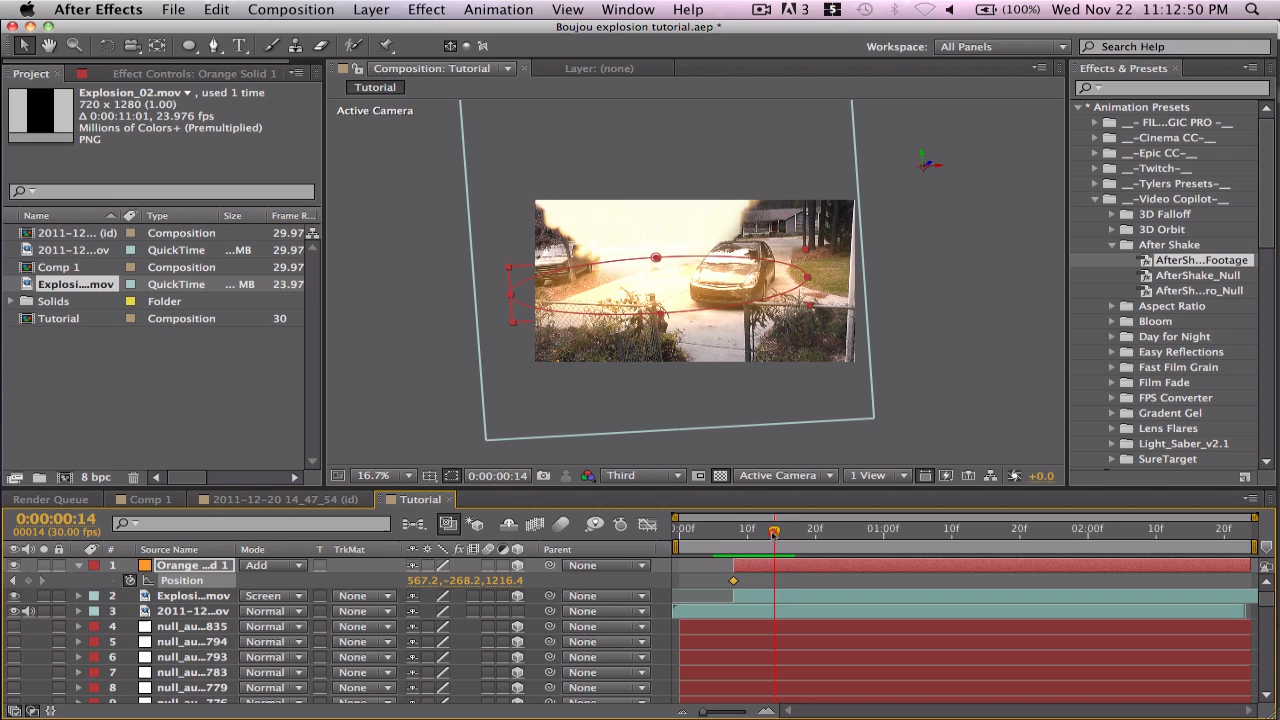 After Effects File Edit Composition Layer Effect Animation View Window Help 3 5 (100%) Wed Nov 22 11:12:50 PM
Boujou explosion tutorial.aep *
Workspace: All Panels Search Help
Project Effect Controls: Orange Solid 1 Composition: Tutorial Layer: (none) Effects & Presets
Explosion_02.mov, used 1 time
720 x 1280 (1.00)
Δ 0:00:11:01, 23.976 fps
Millions of Colors+ (Premultiplied)
PNG
Tutorial
Active Camera
Name Type Size Frame R...
2011-12... (id) Composition 29.97
2011-12...ov QuickTime ...MB 29.97
Comp 1 Composition 29.97
Explosi....mov QuickTime ... MB 23.97
Solids Folder
Tutorial Composition 30
8 bpc
* Animation Presets
__- FIL...GIC PRO -__
__-Cinema CC-__
__-Epic CC-__
__-Twitch-__
__-Tylers Presets-__
__-Video Copilot-__
3D Falloff
3D Orbit
After Shake
AfterSh...Footage
AfterShake_Null
AfterSh...ro_Null
Aspect Ratio
Bloom
Day for Night
Easy Reflections
Fast Film Grain
Film Fade
FPS Converter
Gradent Gel
Lens Flares
Light_Saber_v2.1
SureTarget
16.7% 0:00:00:14 Third Active Camera 1 View +0.0
Render Queue Comp 1 2011-12-20 14_47_54 (id) Tutorial
0:00:00:14
00014 (30.00 fps)
):00f 10f 20f 01:00f 10f 20f 02:00f 10f 20f
# Source Name Mode T TrkMat Parent
1 Orange ...d 1 Add None
Position 567.2,-268.2,1216.4
2 Explosi...mov Screen None None
3 2011-12...ov Normal None None
4 null_au...835 Normal None None
5 null_au...794 Normal None None
6 null_au...793 Normal None None
7 null_au...783 Normal None None
8 null_au...779 Normal None None
9 null_au...776 Normal None None